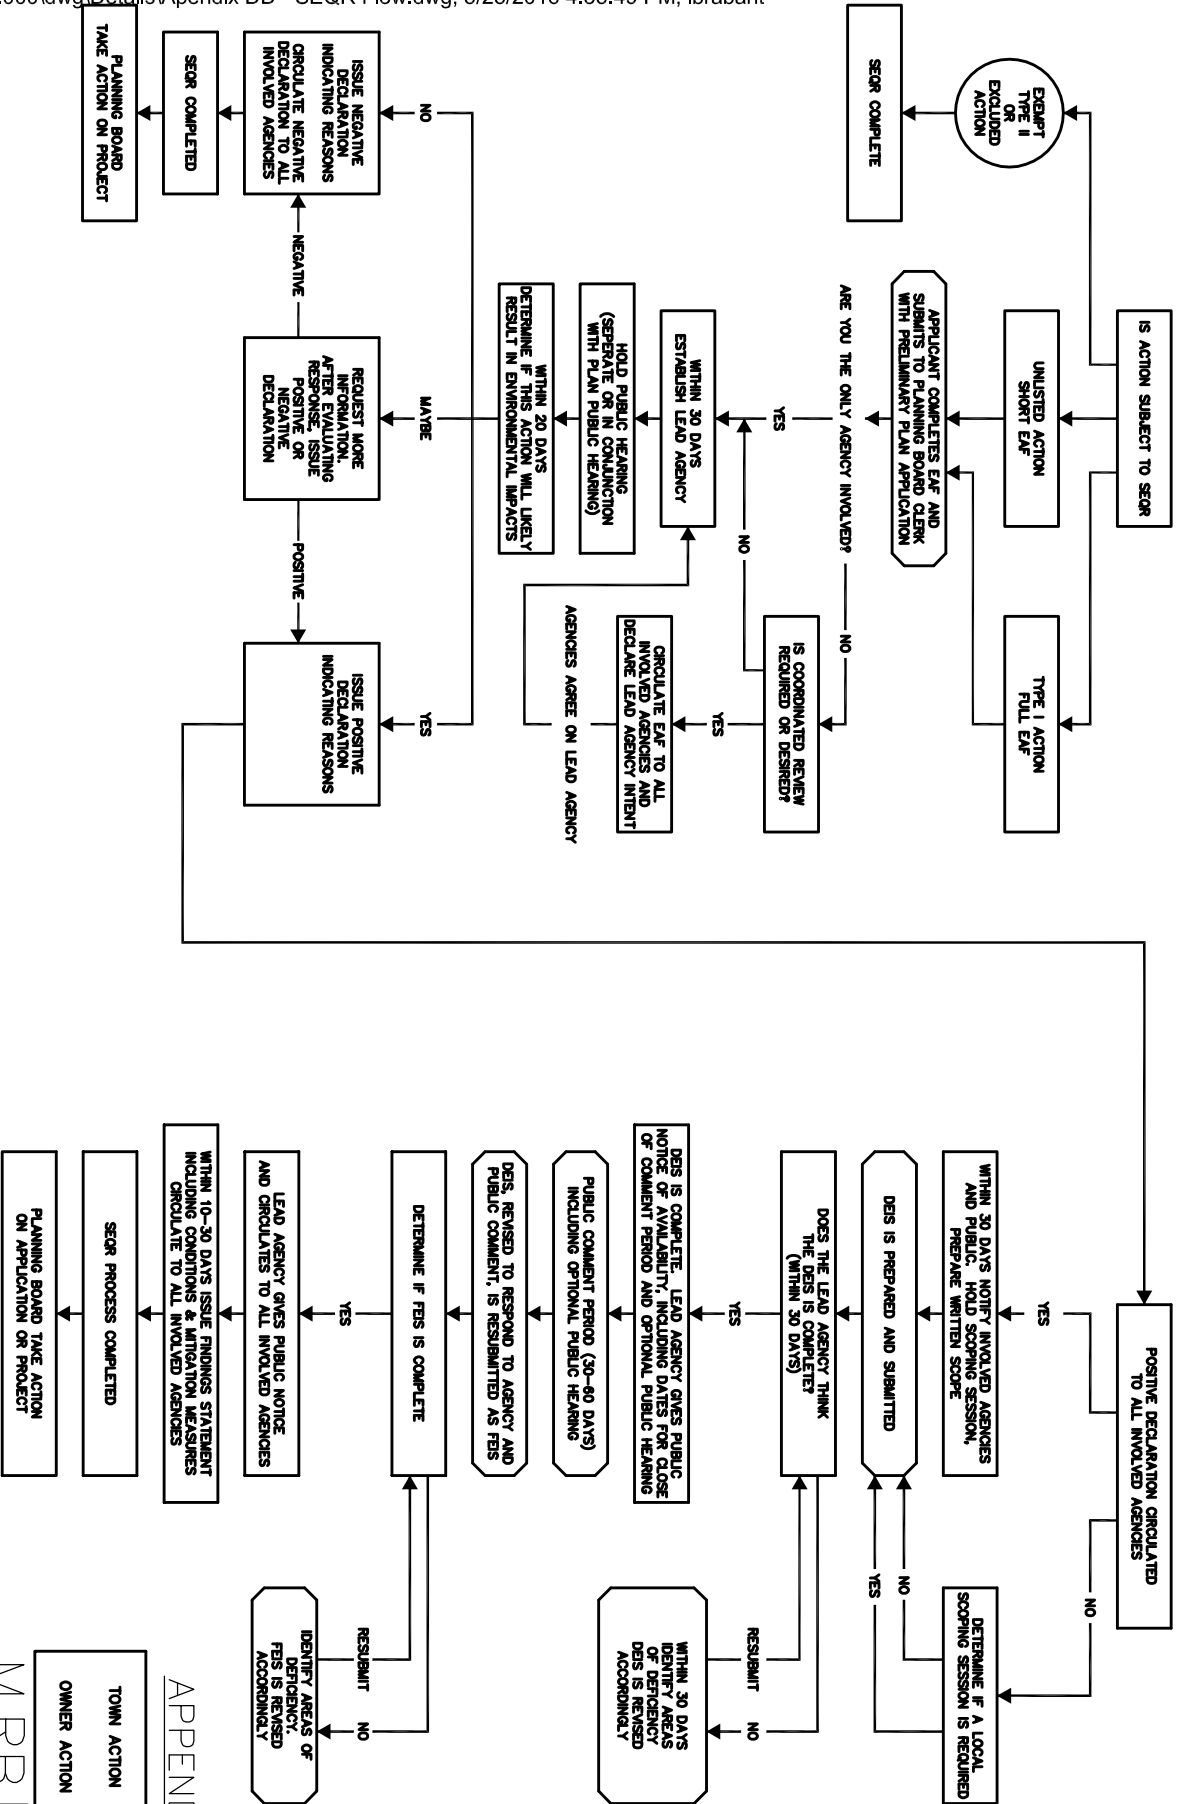 .000\dwg\Details\Apendix DD - SEQR Flow.dwg,
IS ACTION SUBJECT TO SEQR
EXEMPT
TYPE II
OR
EXCLUDED
ACTION
SEQR COMPLETE
UNLISTED ACTION
SHORT EAF
TYPE I ACTION
FULL EAF
APPLICANT COMPLETES EAF AND
SUBMITS TO PLANNING BOARD CLERK
WITH PRELIMINARY PLAN APPLICATION
ARE YOU THE ONLY AGENCY INVOLVED?
NO
YES
IS COORDINATED REVIEW
REQUIRED OR DESIRED?
NO
YES
CIRCULATE EAF TO ALL
INVOLVED AGENCIES AND
DECLARE LEAD AGENCY INTENT
AGENCIES AGREE ON LEAD AGENCY
WITHIN 30 DAYS
ESTABLISH LEAD AGENCY
HOLD PUBLIC HEARING
(SEPERATE OR IN CONJUNCTION
WITH PLAN PUBLIC HEARING)
WITHIN 20 DAYS
DETERMINE IF THIS ACTION WILL LIKELY
RESULT IN ENVIRONMENTAL IMPACTS
NO
MAYBE
YES
ISSUE NEGATIVE
DECLARATION
INDICATING REASONS
CIRCULATE NEGATIVE
DECLARATION TO ALL
INVOLVED AGENCIES
NEGATIVE
REQUEST MORE
INFORMATION.
AFTER EVALUATING
RESPONSE, ISSUE
POSITIVE OR
NEGATIVE
DECLARATION
POSITIVE
ISSUE POSITIVE
DECLARATION
INDICATING REASONS
SEQR COMPLETED
PLANNING BOARD
TAKE ACTION ON PROJECT
POSITIVE DECLARATION CIRCULATED
TO ALL INVOLVED AGENCIES
YES
NO
WITHIN 30 DAYS NOTIFY INVOLVED AGENCIES
AND PUBLIC. HOLD SCOPING SESSION,
PREPARE WRITTEN SCOPE
DETERMINE IF A LOCAL
SCOPING SESSION IS REQUIRED
NO
YES
DEIS IS PREPARED AND SUBMITTED
DOES THE LEAD AGENCY THINK
THE DEIS IS COMPLETE?
(WITHIN 30 DAYS)
RESUBMIT
NO
WITHIN 30 DAYS
IDENTIFY AREAS
OF DEFICIENCY
DEIS IS REVISED
ACCORDINGLY
YES
DEIS IS COMPLETE. LEAD AGENCY GIVES PUBLIC
NOTICE OF AVAILABILITY, INCLUDING DATES FOR CLOSE
OF COMMENT PERIOD AND OPTIONAL PUBLIC HEARING
PUBLIC COMMENT PERIOD (30-60 DAYS)
INCLUDING OPTIONAL PUBLIC HEARING
DEIS, REVISED TO RESPOND TO AGENCY AND
PUBLIC COMMENT, IS RESUBMITTED AS FEIS
DETERMINE IF FEIS IS COMPLETE
RESUBMIT
NO
IDENTIFY AREAS OF
DEFICIENCY.
FEIS IS REVISED
ACCORDINGLY
YES
LEAD AGENCY GIVES PUBLIC NOTICE
AND CIRCULATES TO ALL INVOLVED AGENCIES
WITHIN 10-30 DAYS ISSUE FINDINGS STATEMENT
INCLUDING CONDITIONS & MITIGATION MEASURES
CIRCULATE TO ALL INVOLVED AGENCIES
SEQR PROCESS COMPLETED
PLANNING BOARD TAKE ACTION
ON APPLICATION OR PROJECT
APPEN
TOWN ACTION
OWNER ACTION
MRB